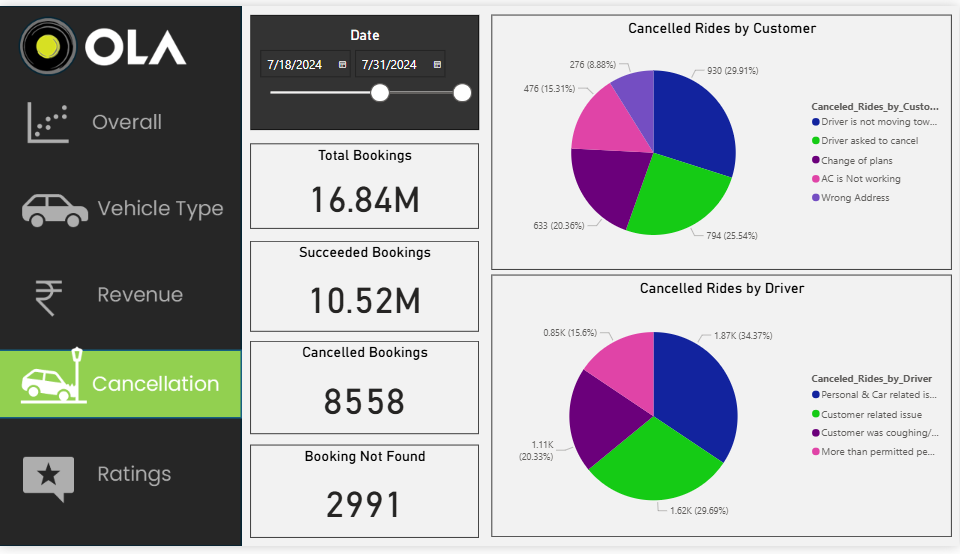 OLA
Overall
Vehicle Type
Revenue
Cancellation
Ratings
Date
7/18/2024
7/31/2024
Total Bookings
16.84M
Succeeded Bookings
10.52M
Cancelled Bookings
8558
Booking Not Found
2991
Cancelled Rides by Customer
276 (8.88%)
930 (29.91%)
476 (15.31%)
633 (20.36%)
794 (25.54%)
Canceled_Rides_by_Custo...
Driver is not moving tow...
Driver asked to cancel
Change of plans
AC is Not working
Wrong Address
Cancelled Rides by Driver
0.85K (15.6%)
1.87K (34.37%)
1.11K
(20.33%)
1.62K (29.69%)
Canceled_Rides_by_Driver
Personal & Car related is...
Customer related issue
Customer was coughing/...
More than permitted pe...